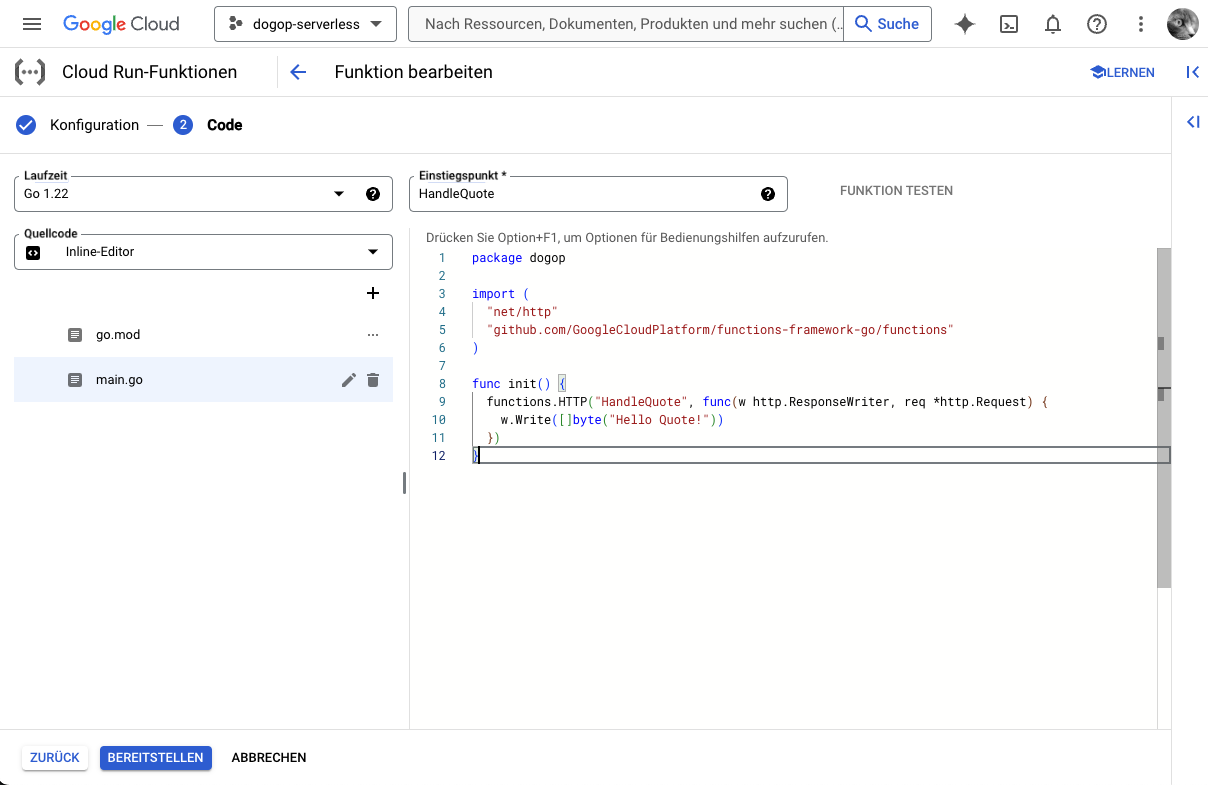 Google Cloud
dogop-serverless
Nach Ressourcen, Dokumenten, Produkten und mehr suchen (…
Suche
Cloud Run-Funktionen
Funktion bearbeiten
LERNEN
Konfiguration
2
Code
Laufzeit
Go 1.22
Einstiegspunkt *
HandleQuote
FUNKTION TESTEN
Quellcode
Inline-Editor
go.mod
main.go
Drücken Sie Option+F1, um Optionen für Bedienungshilfen aufzurufen.
1 package dogop
2
3 import (
4 "net/http"
5 "github.com/GoogleCloudPlatform/functions-framework-go/functions"
6 )
7
8 func init() {
9 functions.HTTP("HandleQuote", func(w http.ResponseWriter, req *http.Request) {
10 w.Write([]byte("Hello Quote!"))
11 })
12 }
ZURÜCK
BEREITSTELLEN
ABBRECHEN